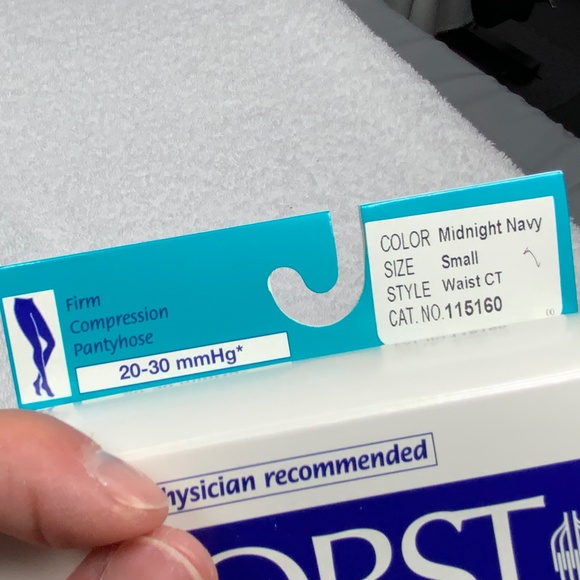 Firm
Compression
Pantyhose
20-30 mmHg*
COLOR Midnight Navy
SIZE Small
STYLE Waist CT
CAT. NO. 115160
hysician recommended
OBST